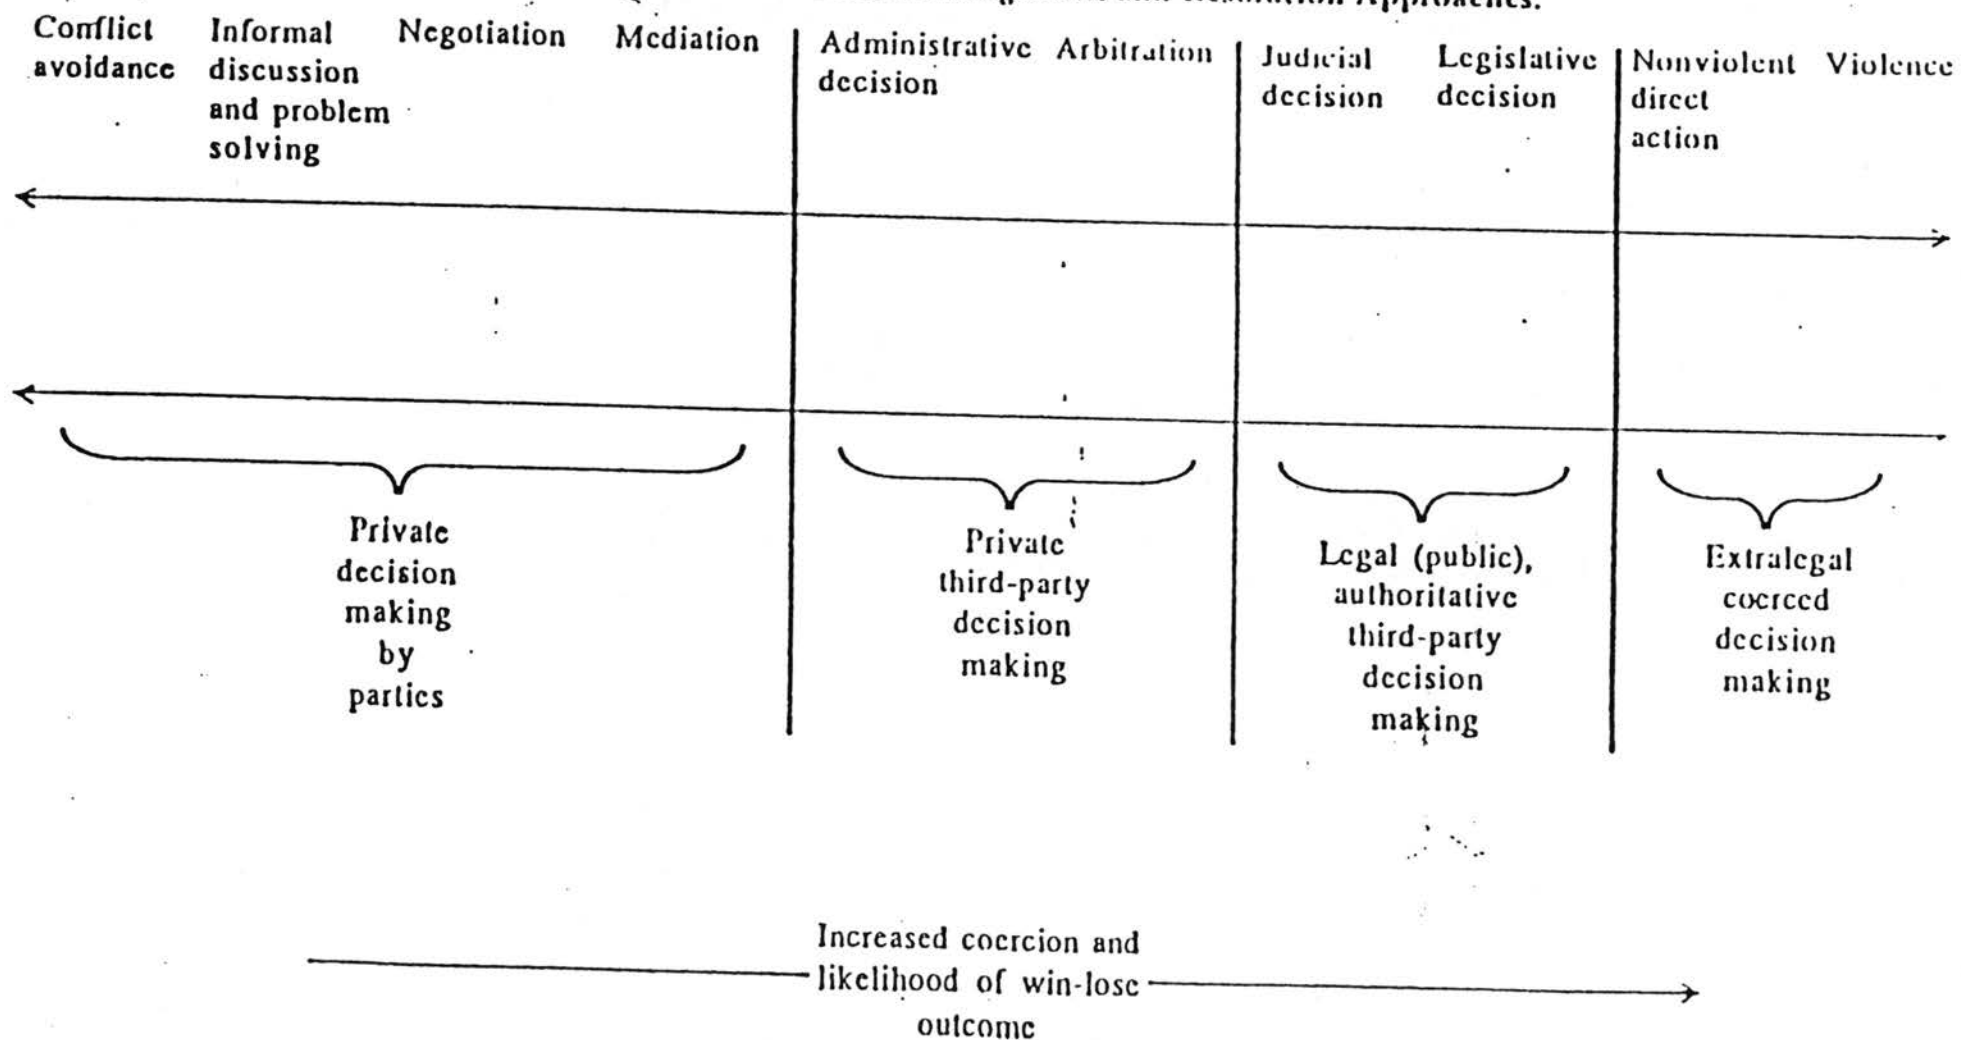 Resolution Approaches.
Conflict avoidance
Informal discussion and problem solving
Negotiation
Mediation
Administrative decision
Arbitration
Judicial decision
Legislative decision
Nonviolent direct action
Violence
Private
decision
making
by
parties
Private
third-party
decision
making
Legal (public),
authoritative
third-party
decision
making
Extralegal
coerced
decision
making
Increased coercion and
likelihood of win-lose
outcome